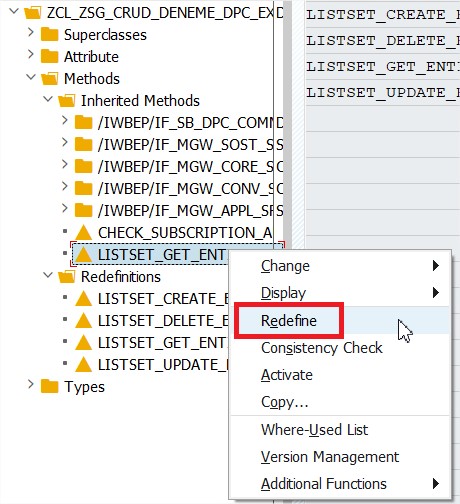 ZCL_ZSG_CRUD_DENEME_DPC_EX
Superclasses
Attribute
Methods
Inherited Methods
/IWBEP/IF_SB_DPC_COMM
/IWBEP/IF_MGW_SOST_S
/IWBEP/IF_MGW_CORE_S
/IWBEP/IF_MGW_CONV_S
/IWBEP/IF_MGW_APPL_S
CHECK_SUBSCRIPTION_A
LISTSET_GET_ENT
Redefinitions
LISTSET_CREATE_E
LISTSET_DELETE_E
LISTSET_GET_ENT
LISTSET_UPDATE_
Types
LISTSET_CREATE_
LISTSET_DELETE_
LISTSET_GET_ENT
LISTSET_UPDATE_
Change
Display
Redefine
Consistency Check
Activate
Copy...
Where-Used List
Version Management
Additional Functions